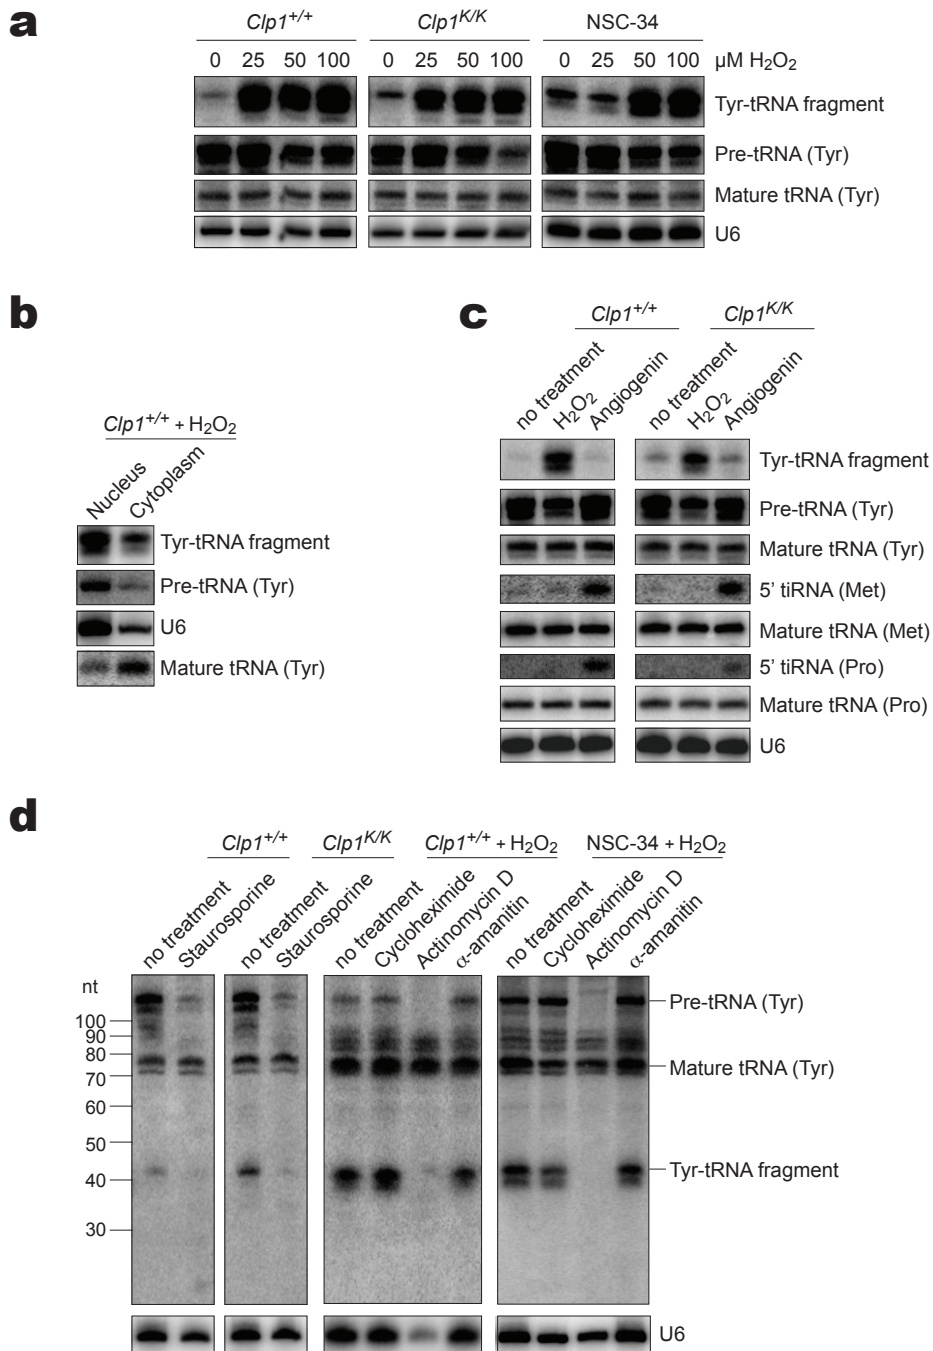 a
Clp1+/+ Clp1K/K NSC-34
0 25 50 100 0 25 50 100 0 25 50 100 µM H2O2
Tyr-tRNA fragment
Pre-tRNA (Tyr)
Mature tRNA (Tyr)
U6
b
Clp1+/+ + H2O2
Nucleus Cytoplasm
Tyr-tRNA fragment
Pre-tRNA (Tyr)
U6
Mature tRNA (Tyr)
c
Clp1+/+ Clp1K/K
no treatment H2O2 Angiogenin no treatment H2O2 Angiogenin
Tyr-tRNA fragment
Pre-tRNA (Tyr)
Mature tRNA (Tyr)
5' tiRNA (Met)
Mature tRNA (Met)
5' tiRNA (Pro)
Mature tRNA (Pro)
U6
d
Clp1+/+ Clp1K/K Clp1+/+ + H2O2 NSC-34 + H2O2
no treatment Staurosporine no treatment Staurosporine no treatment Cycloheximide Actinomycin D α-amanitin no treatment Cycloheximide Actinomycin D α-amanitin
nt
Pre-tRNA (Tyr)
100
90
80
Mature tRNA (Tyr)
70
60
50
Tyr-tRNA fragment
40
30
U6